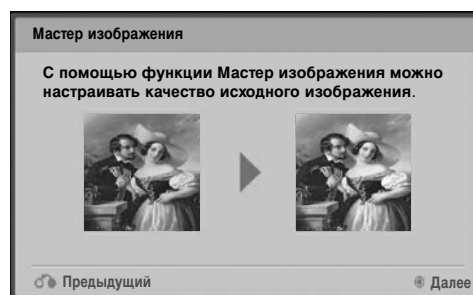 Мастер изображения
С помощью функции Мастер изображения можно
настраивать качество исходного изображения.
Предыдущий
Далее